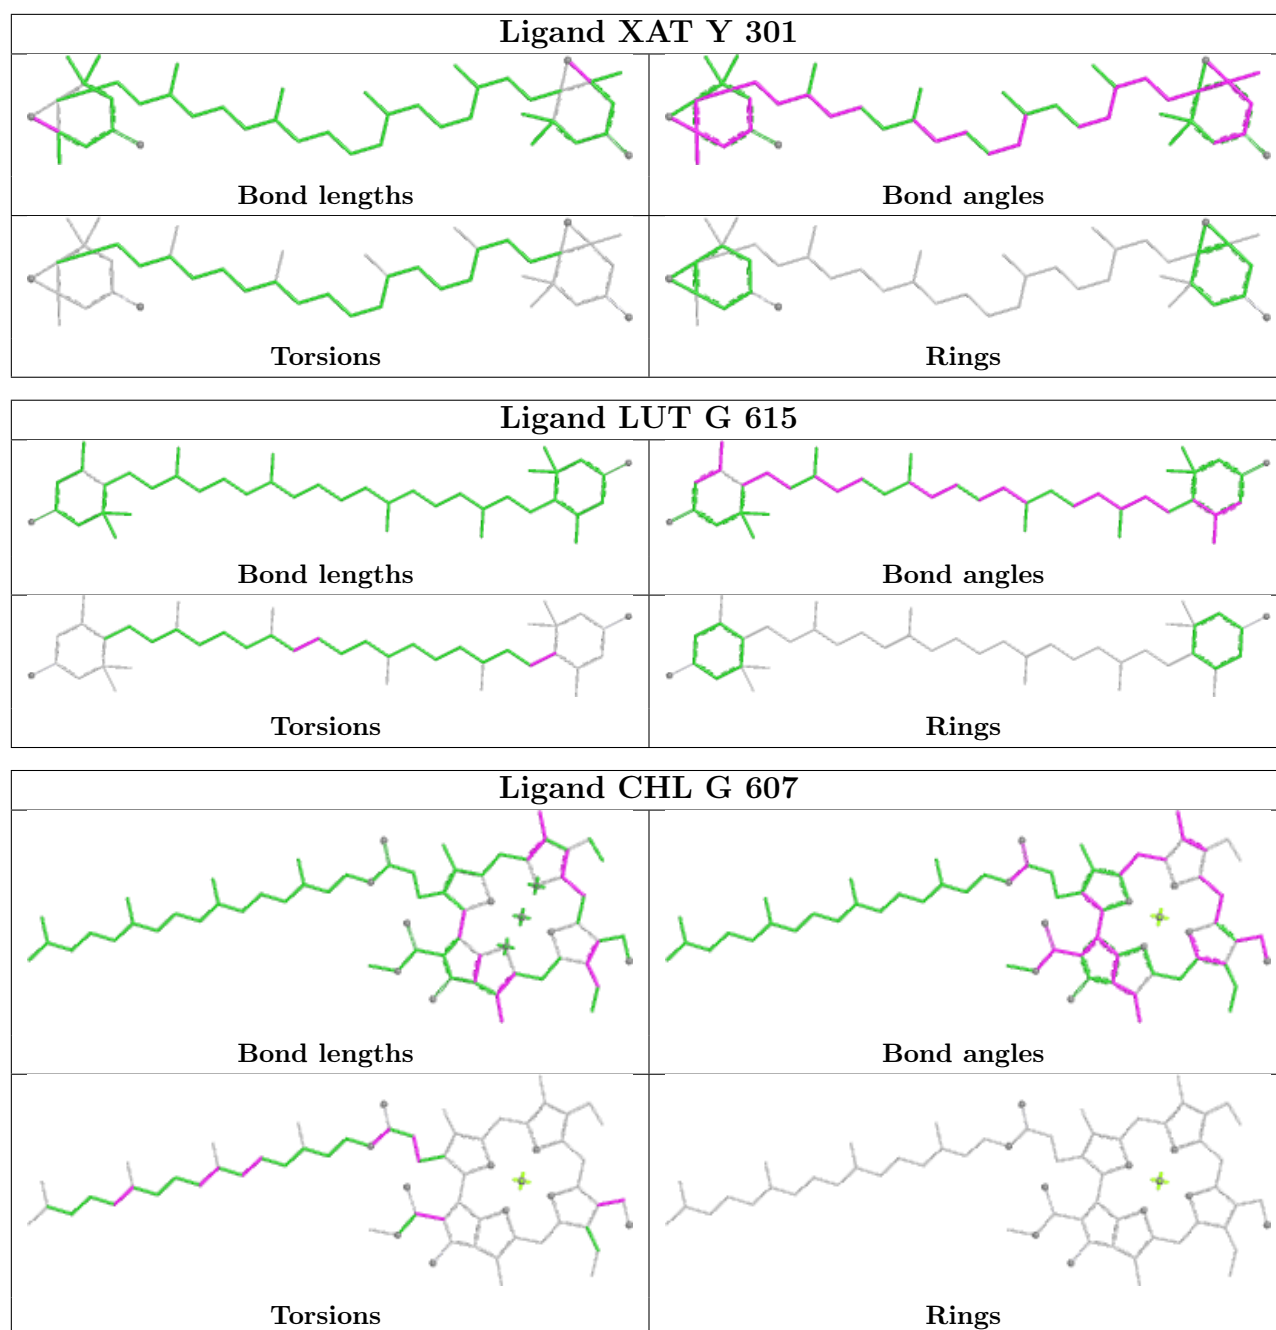 Ligand XAT Y 301
Bond lengths
Bond angles
Torsions
Rings
Ligand LUT G 615
Bond lengths
Bond angles
Torsions
Rings
Ligand CHL G 607
Bond lengths
Bond angles
Torsions
Rings